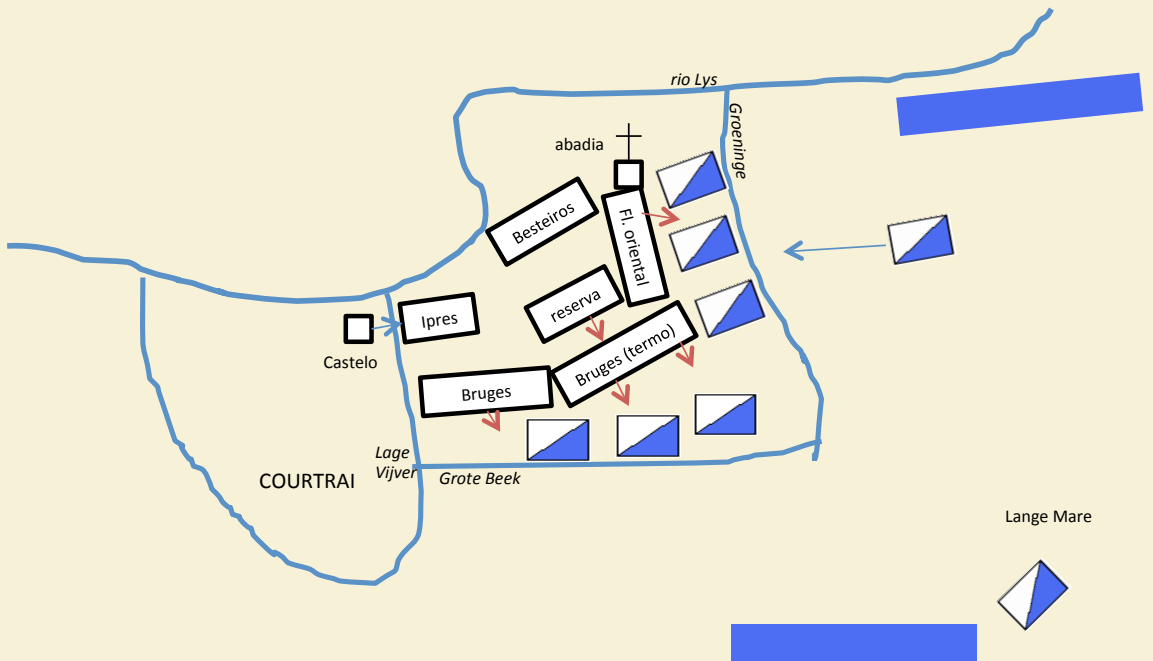 rio Lys
Groeninge
abadia
Besteiros
Fl. oriental
reserva
Ipres
Bruges (termo)
Castelo
Bruges
Lage
Vijver
Grote Beek
COURTRAI
Lange Mare